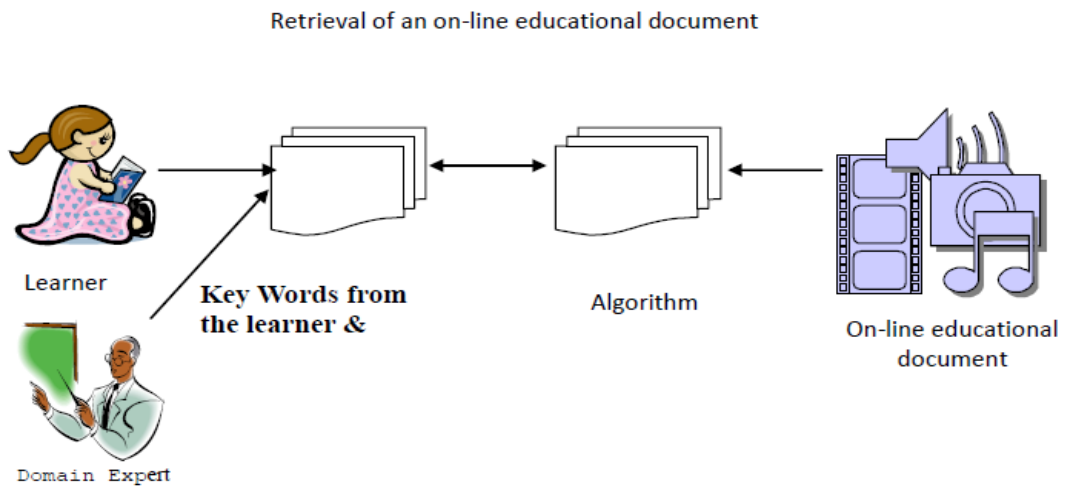 Retrieval of an on-line educational document
Learner
Key Words from
the learner &
Algorithm
On-line educational
document
Domain Expert